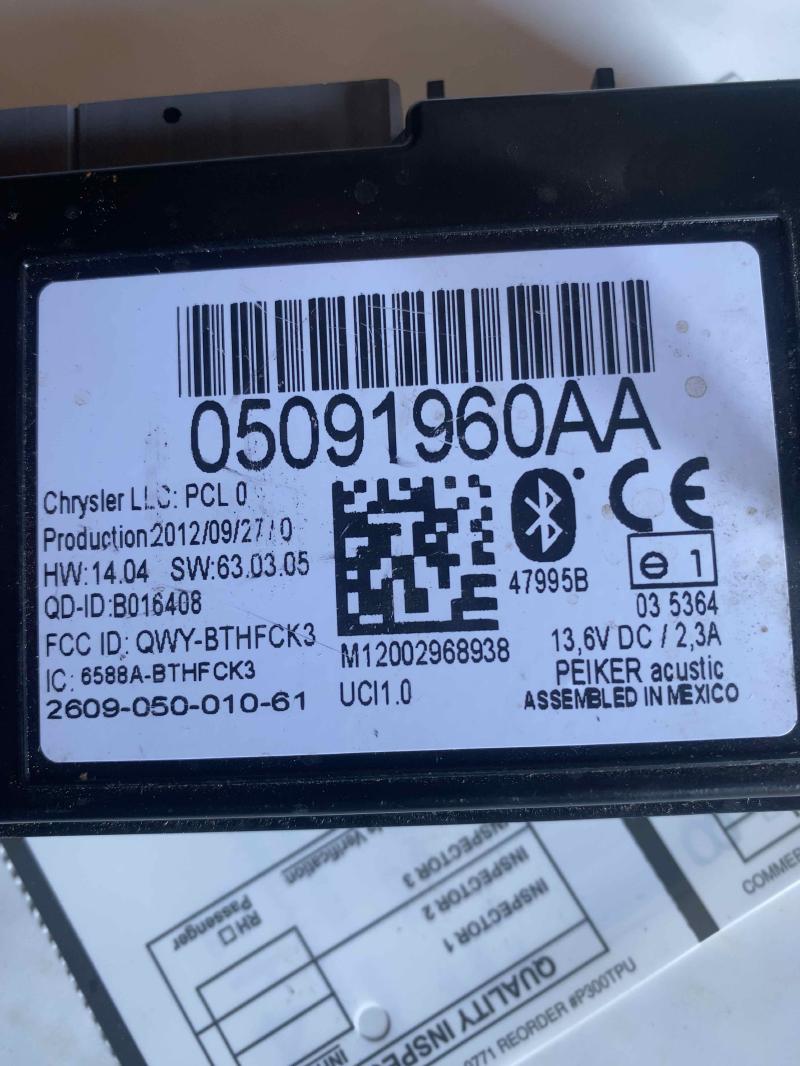 05091960AA
Chrysler LLC: PCL 0
Production 2012/09/27/0
HW:14.04 SW:63.03.05
QD-ID:B016408
FCC ID: QWY-BTHFCK3
IC: 6588A-BTHFCK3
2609-050-010-61
M12002968938
UCI1.0
47995B
CE
1
03 5364
13,6V DC / 2,3A
PEIKER acustic
ASSEMBLED IN MEXICO
Verification
INSPECTOR 3
INSPECTOR 2
INSPECTOR 1
RH
Passenger
QUALITY
COMMER
0771 REORDER #P300TPU